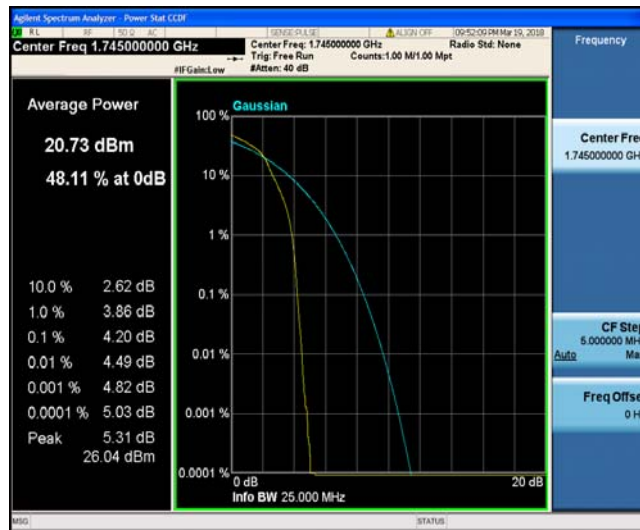 Agilent Spectrum Analyzer - Power Stat CCDF
RL RF 50 Ω AC SENSE:PULSE ALIGN OFF 09:52:09 PM Mar 19, 2018
Center Freq 1.745000000 GHz
Center Freq: 1.745000000 GHz Radio Std: None
Trig: Free Run Counts:1.00 M/1.00 Mpt
#IFGain:Low #Atten: 40 dB
Frequency
Average Power
20.73 dBm
48.11 % at 0dB
10.0 % 2.62 dB
1.0 % 3.86 dB
0.1 % 4.20 dB
0.01 % 4.49 dB
0.001 % 4.82 dB
0.0001 % 5.03 dB
Peak 5.31 dB
26.04 dBm
Gaussian
100 %
10 %
1 %
0.1 %
0.01 %
0.001 %
0.0001 %
0 dB 20 dB
Info BW 25.000 MHz
Center Fre
1.745000000 GH
CF Step
5.000000 MH
Auto Ma
Freq Offse
0 H
MSG STATUS